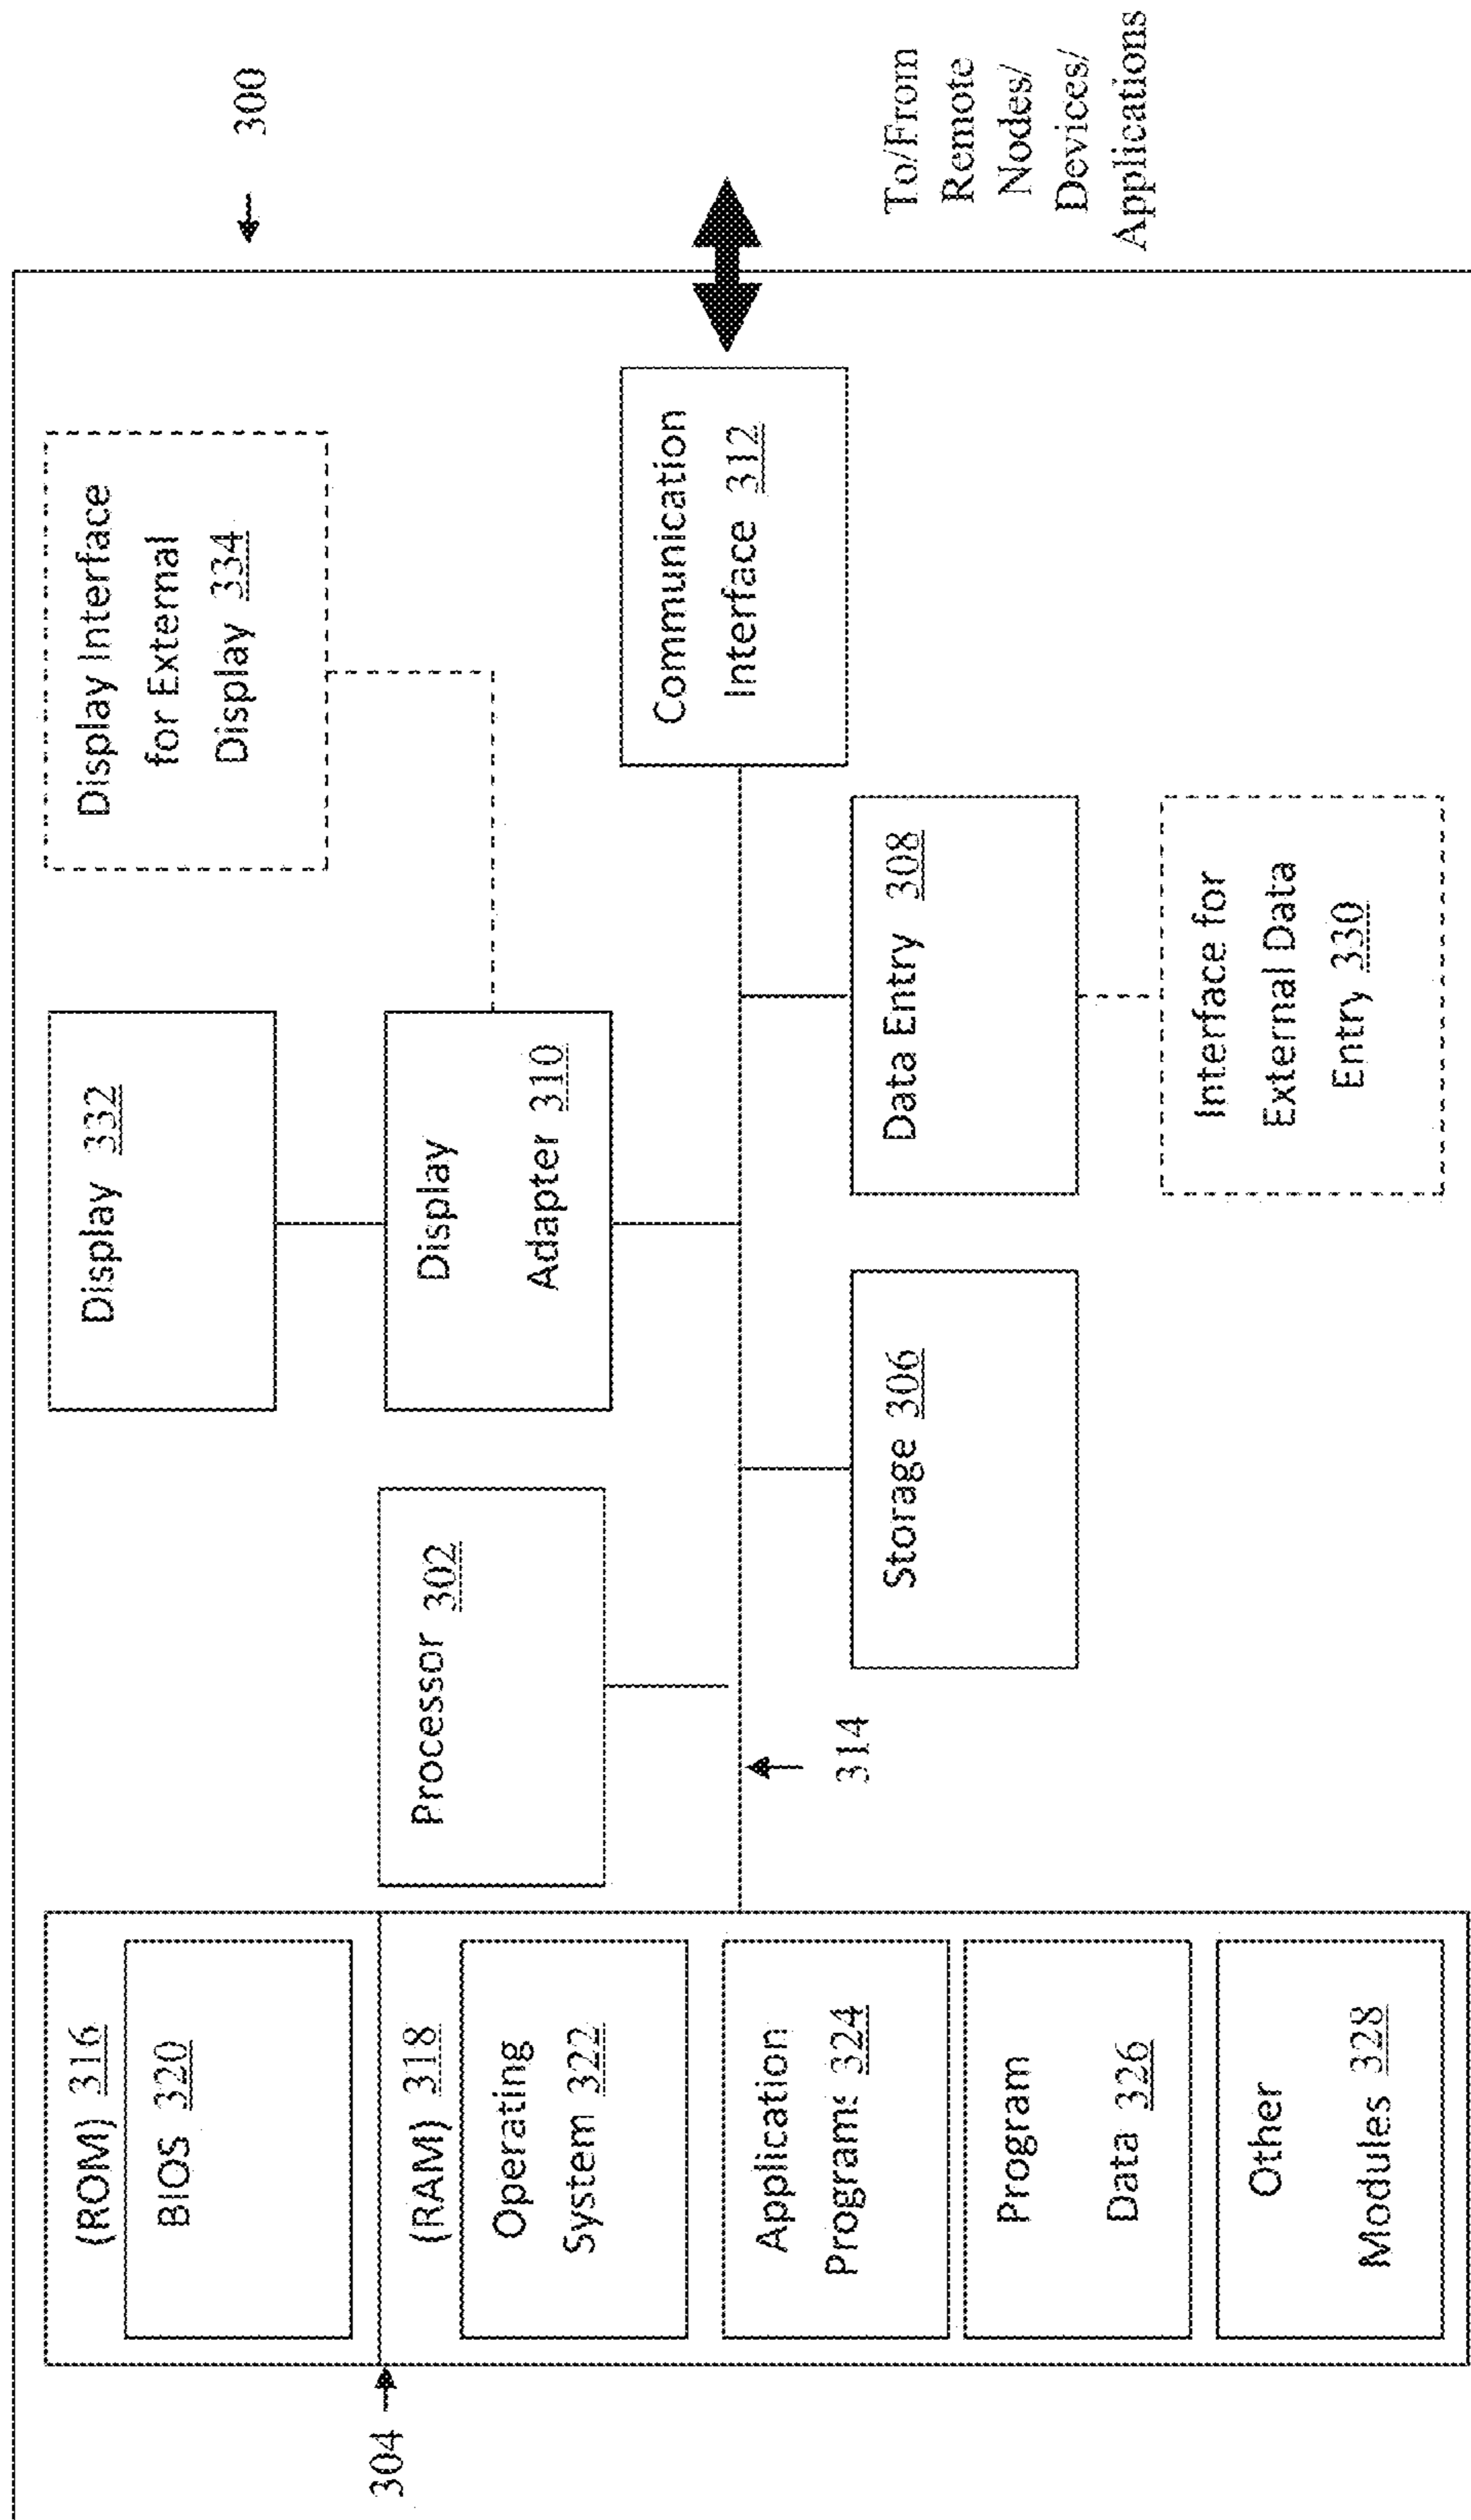 300
(ROM) 316
BIOS 320
(RAM) 318
Operating
System 322
Application
Programs 324
Program
Data 326
Other
Modules 328
304
Processor 302
314
Display 332
Display
Adapter 310
Display Interface
for External
Display 334
Storage 306
Data Entry 308
Interface for
External Data
Entry 330
Communication
Interface 312
To/From
Remote
Nodes/
Devices/
Applications